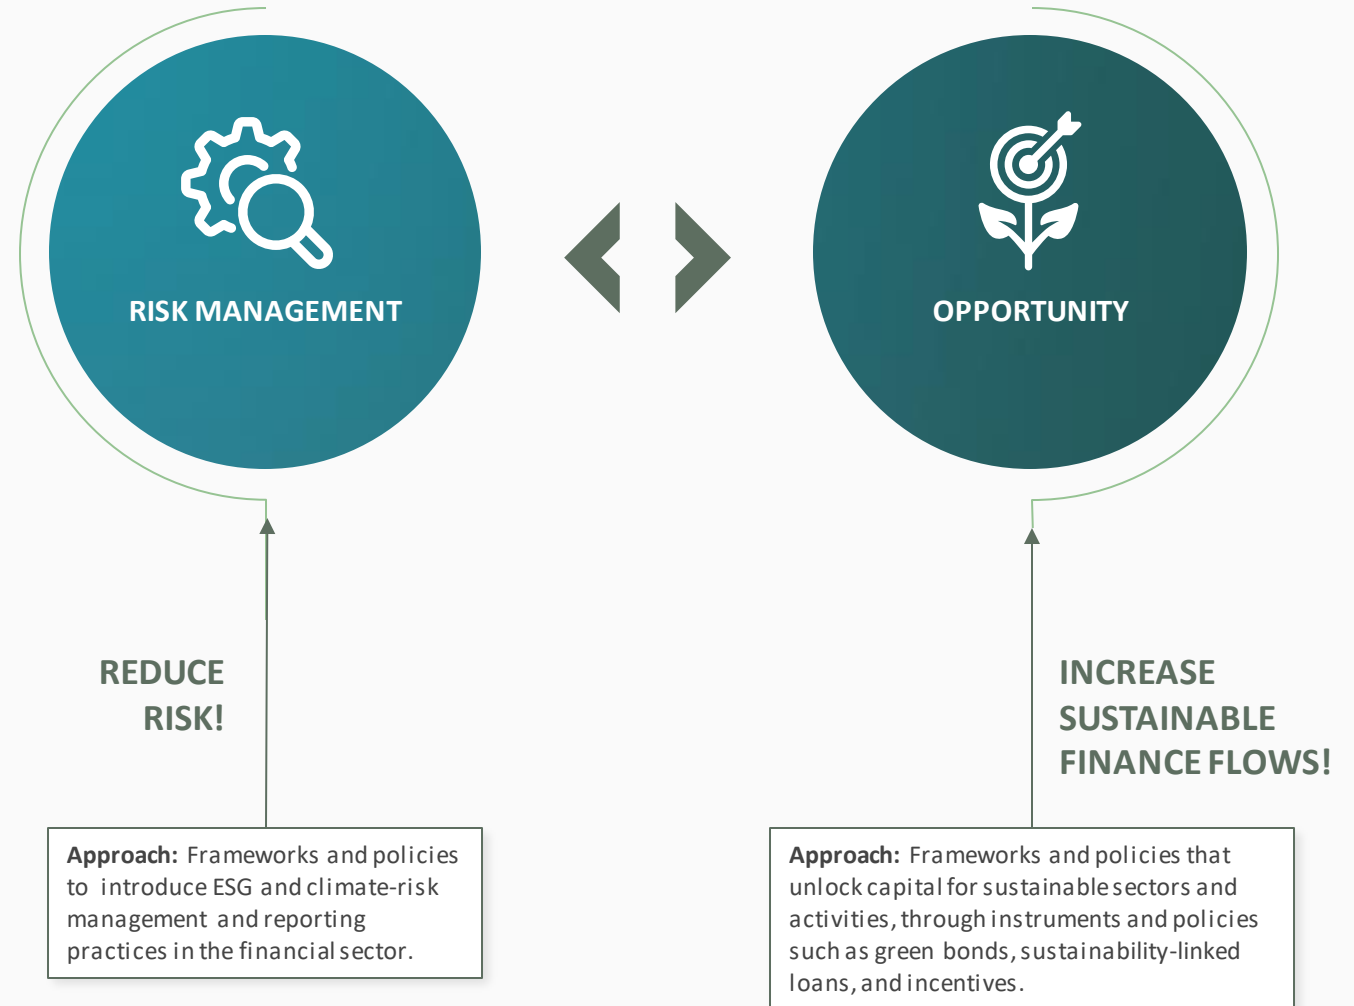 RISK MANAGEMENT
OPPORTUNITY
REDUCE
RISK!
INCREASE
SUSTAINABLE
FINANCE FLOWS!
Approach: Frameworks and policies
to introduce ESG and climate-risk
management and reporting
practices in the financial sector.
Approach: Frameworks and policies that
unlock capital for sustainable sectors and
activities, through instruments and policies
such as green bonds, sustainability-linked
loans, and incentives.